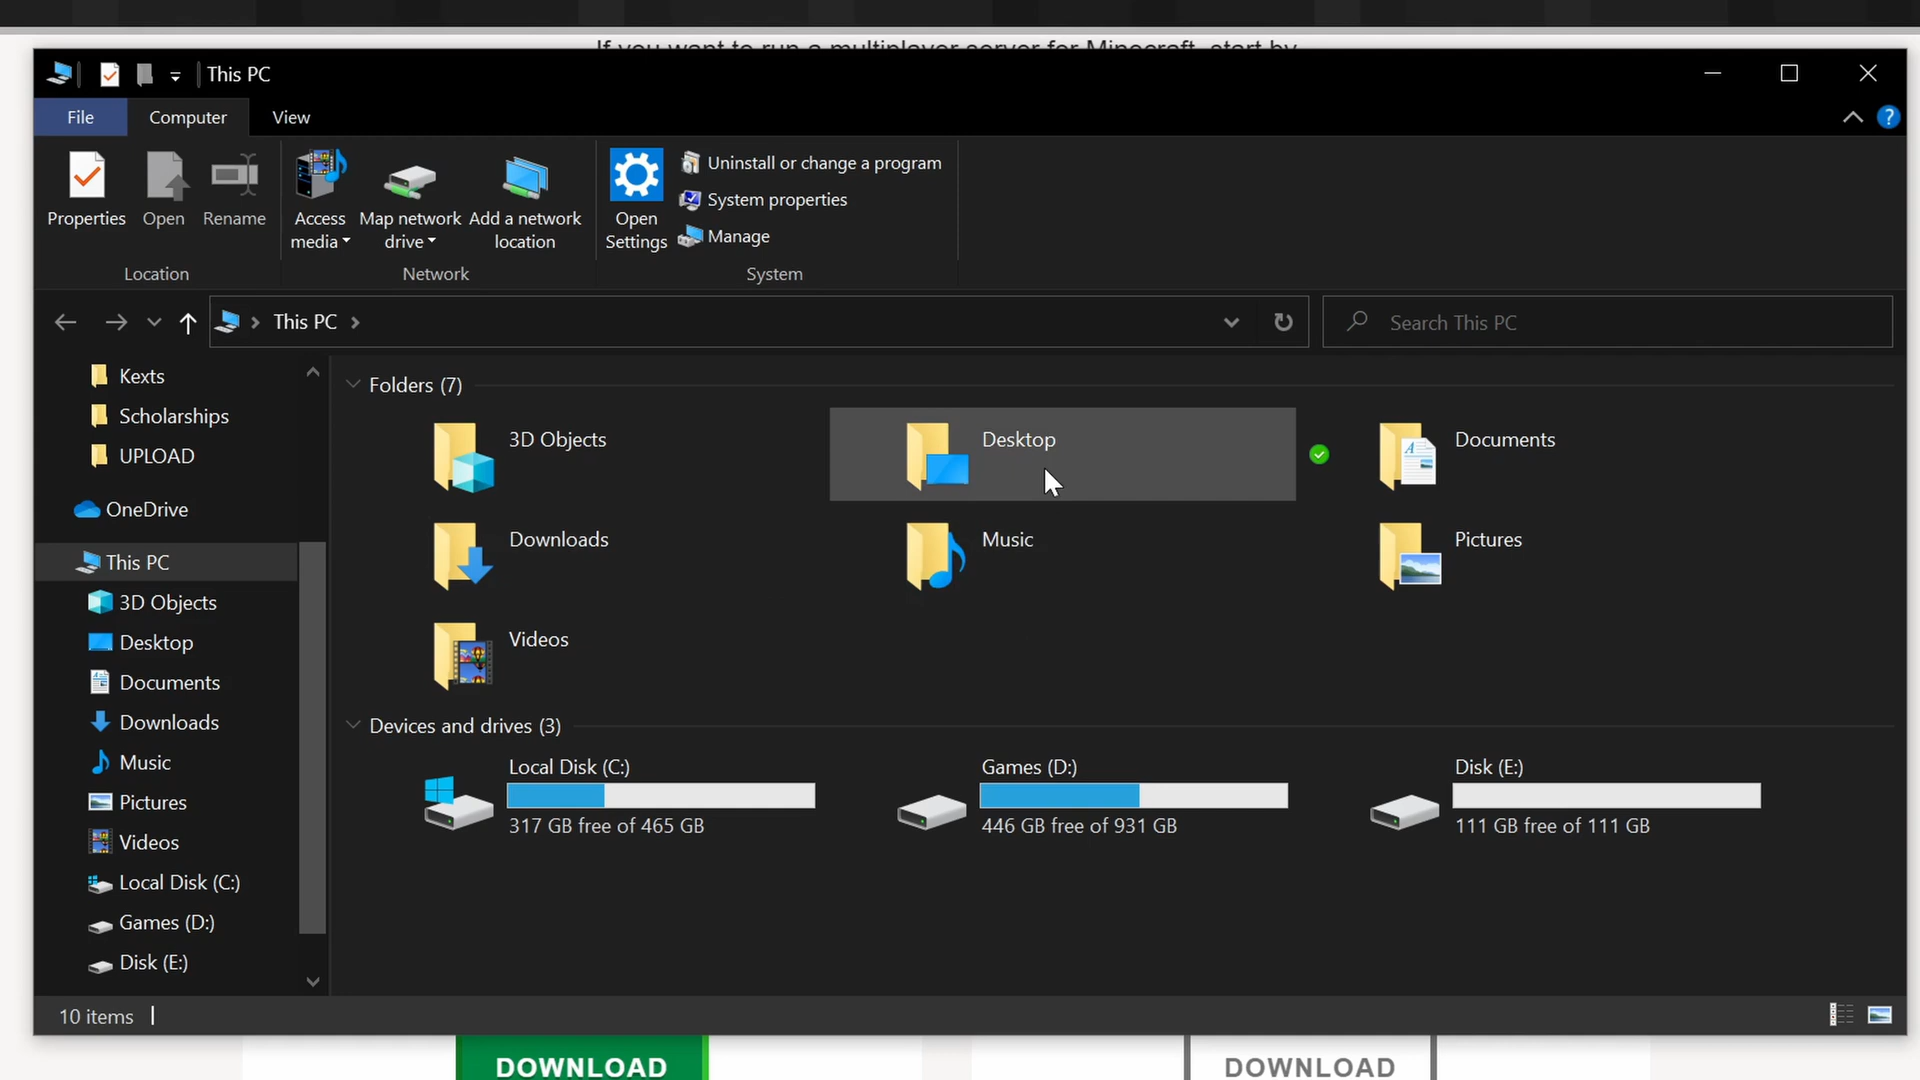 If you want to run a multiplayer server for Minecraft, start by
This PC
File Computer View
Properties Open Rename
Access media
Map network drive
Add a network location
Open Settings
Uninstall or change a program
System properties
Manage
Location Network System
This PC
Search This PC
Kexts
Scholarships
UPLOAD
OneDrive
This PC
3D Objects
Desktop
Documents
Downloads
Music
Pictures
Videos
Local Disk (C:)
Games (D:)
Disk (E:)
Folders (7)
3D Objects Desktop Documents
Downloads Music Pictures
Videos
Devices and drives (3)
Local Disk (C:) Games (D:) Disk (E:)
317 GB free of 465 GB 446 GB free of 931 GB 111 GB free of 111 GB
10 items
DOWNLOAD DOWNLOAD